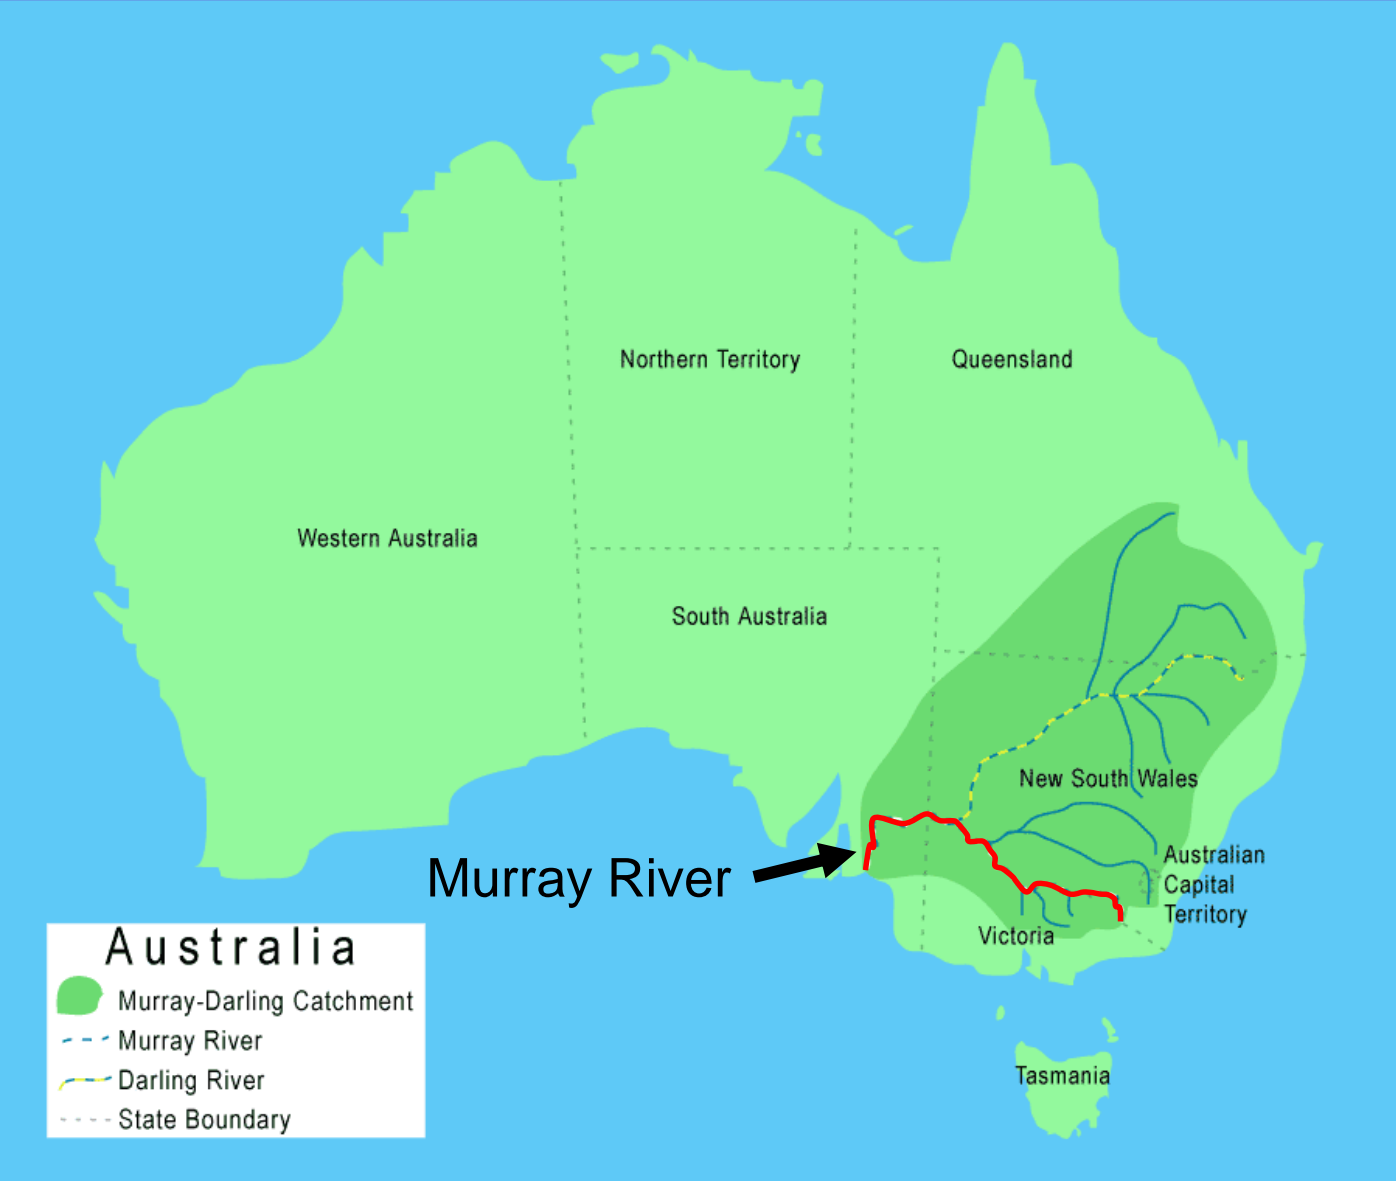 Northern Territory
Queensland
Western Australia
South Australia
New South Wales
Murray River
Australian
Capital
Territory
Victoria
Tasmania
Australia
Murray-Darling Catchment
Murray River
Darling River
State Boundary